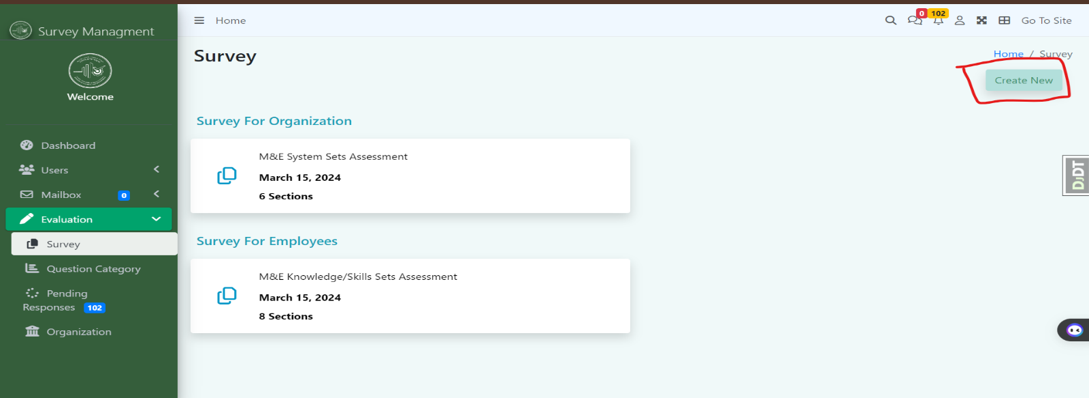 Survey Managment
Welcome
Dashboard
Users
Mailbox 0
Evaluation
Survey
Question Category
Pending
Responses 102
Organization
Home
0 102
Go To Site
Survey
Home / Survey
Create New
Survey For Organization
M&E System Sets Assessment
March 15, 2024
6 Sections
Survey For Employees
M&E Knowledge/Skills Sets Assessment
March 15, 2024
8 Sections
DjDT